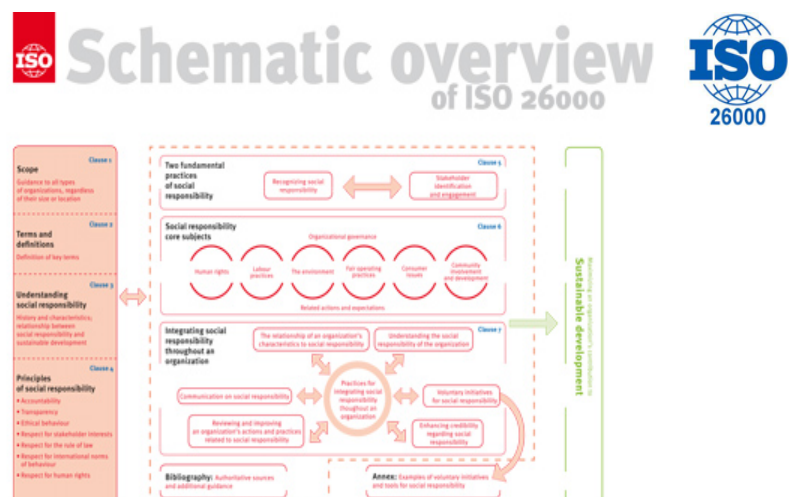 ISO
Schematic overview
of ISO 26000
ISO
26000
Clause 1
Scope
Guidance to all types
of organizations, regardless
of their size or location
Clause 2
Terms and
definitions
Definition of key terms
Clause 3
Understanding
social responsibility
History and characteristics;
relationship between
social responsibility and
sustainable development
Clause 4
Principles
of social responsibility
• Accountability
• Transparency
• Ethical behaviour
• Respect for stakeholder interests
• Respect for the rule of law
• Respect for international norms
of behaviour
• Respect for human rights
Two fundamental
practices
of social
responsibility
Clause 5
Recognizing social
responsibility
Stakeholder
identification
and engagement
Social responsibility
core subjects
Clause 6
Organizational governance
Human rights
Labour
practices
The environment
Fair operating
practices
Consumer
issues
Community
involvement
and development
Related actions and expectations
Integrating social
responsibility
throughout an
organization
Clause 7
The relationship of an organization's
characteristics to social responsibility
Understanding the social
responsibility of the organization
Practices for
integrating social
responsibility
thoughout an
organization
Communication on social responsibility
Voluntary initiatives
for social responsibility
Reviewing and improving
an organization's actions and practices
related to social responsibility
Enhancing credibility
regarding social
responsibility
Bibliography: Authoritative sources
and additional guidance
Annex: Examples of voluntary initiatives
and tools for social responsibility
Maximizing an organization's contribution to
Sustainable development